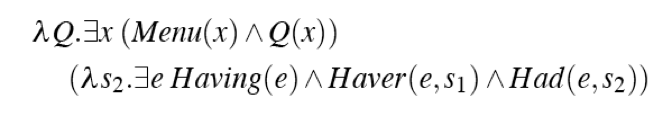 λQ.∃x (Menu(x) ∧ Q(x))
(λs₂.∃e Having(e) ∧ Haver(e,s₁) ∧ Had(e,s₂))